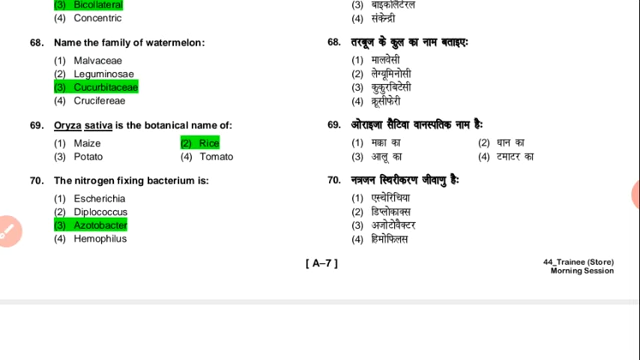 (3) Bicollateral
(4) Concentric
68. Name the family of watermelon:
(1) Malvaceae
(2) Leguminosae
(3) Cucurbitaceae
(4) Crucifereae
69. Oryza sativa is the botanical name of:
(1) Maize (2) Rice
(3) Potato (4) Tomato
70. The nitrogen fixing bacterium is:
(1) Escherichia
(2) Diplococcus
(3) Azotobacter
(4) Hemophilus
(3) बाइकोलेटेरल
(4) संकेन्द्री
68. तरबूज के कुल का नाम बताइएः
(1) मालवेसी
(2) लेग्यूमिनोसी
(3) कुकुरबिटेसी
(4) क्रूसीफेरी
69. ओराइजा सैटिवा वानस्पतिक नाम हैः
(1) मक्का का (2) धान का
(3) आलू का (4) टमाटर का
70. नत्रजन स्थिरीकरण जीवाणु हैः
(1) एस्चेरिचिया
(2) डिप्लोकाक्स
(3) अजोटोबैक्टर
(4) हिमोफिलस
[ A–7 ]
44_Trainee (Store)
Morning Session